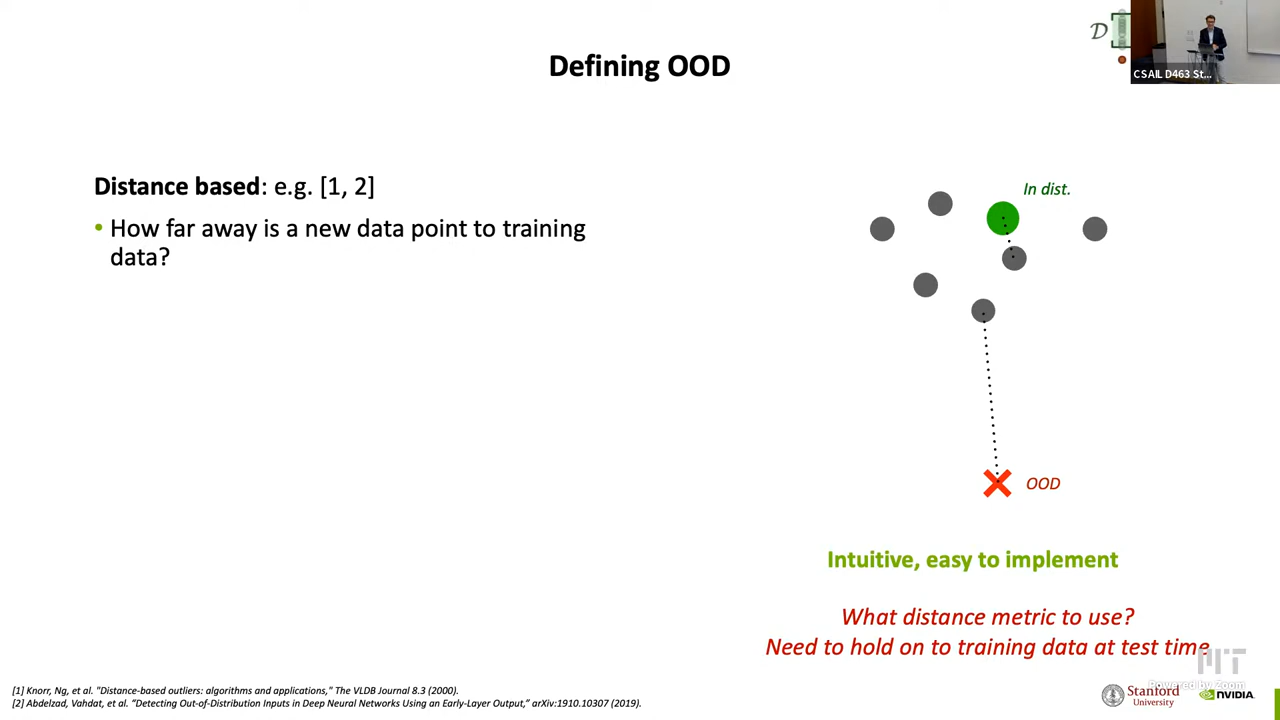 𝒟
CSAIL D463 St...
Defining OOD
Distance based: e.g. [1, 2]
• How far away is a new data point to training
data?
In dist.
OOD
Intuitive, easy to implement
What distance metric to use?
Need to hold on to training data at test time
MIT
Powered by Zoom
[1] Knorr, Ng, et al. "Distance-based outliers: algorithms and applications," The VLDB Journal 8.3 (2000).
[2] Abdelzad, Vahdat, et al. “Detecting Out-of-Distribution Inputs in Deep Neural Networks Using an Early-Layer Output,” arXiv:1910.10307 (2019).
Stanford
University
NVIDIA.